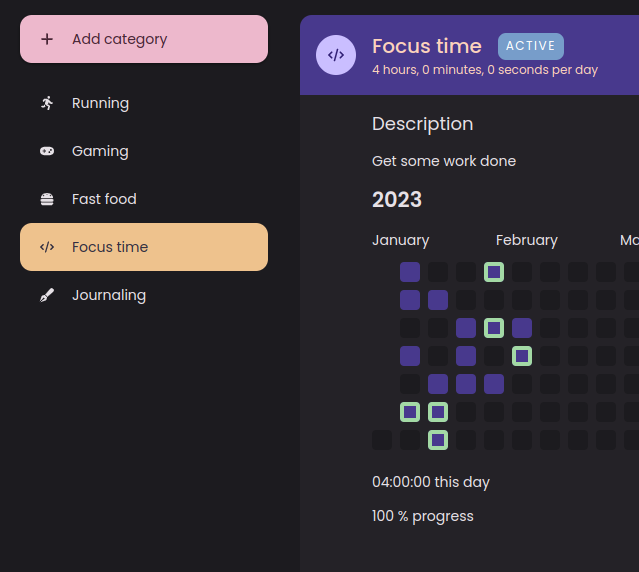 Add category
Running
Gaming
Fast food
Focus time
Journaling
Focus time ACTIVE
4 hours, 0 minutes, 0 seconds per day
Description
Get some work done
2023
January February
04:00:00 this day
100 % progress